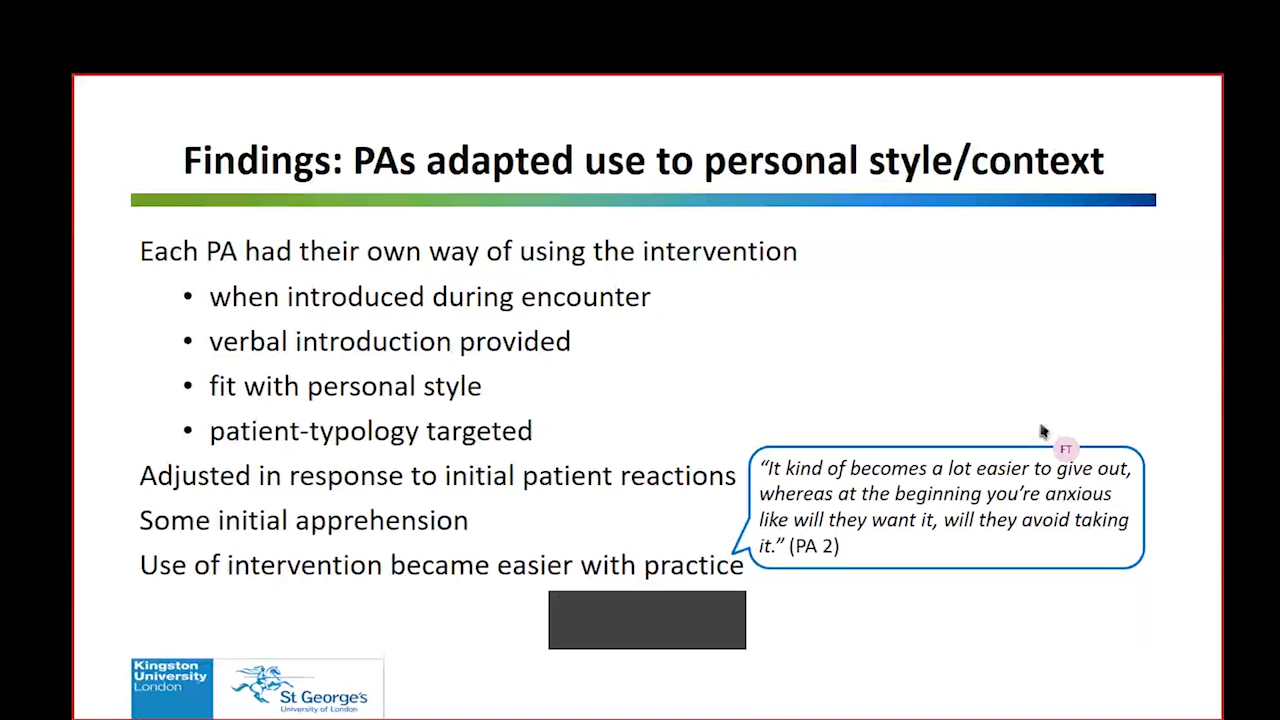 Findings: PAs adapted use to personal style/context
Each PA had their own way of using the intervention
• when introduced during encounter
• verbal introduction provided
• fit with personal style
• patient-typology targeted
Adjusted in response to initial patient reactions
Some initial apprehension
Use of intervention became easier with practice
FT
“It kind of becomes a lot easier to give out,
whereas at the beginning you’re anxious
like will they want it, will they avoid taking
it.” (PA 2)
Kingston
University
London
St George's
University of London